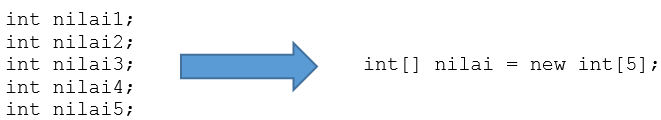 int nilai1;
int nilai2;
int nilai3;
int nilai4;
int nilai5;
int[] nilai = new int[5];